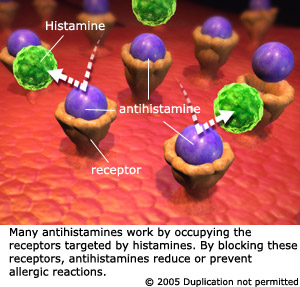 Histamine
antihistamine
receptor
Many antihistamines work by occupying the
receptors targeted by histamines. By blocking these
receptors, antihistamines reduce or prevent
allergic reactions.
© 2005 Duplication not permitted